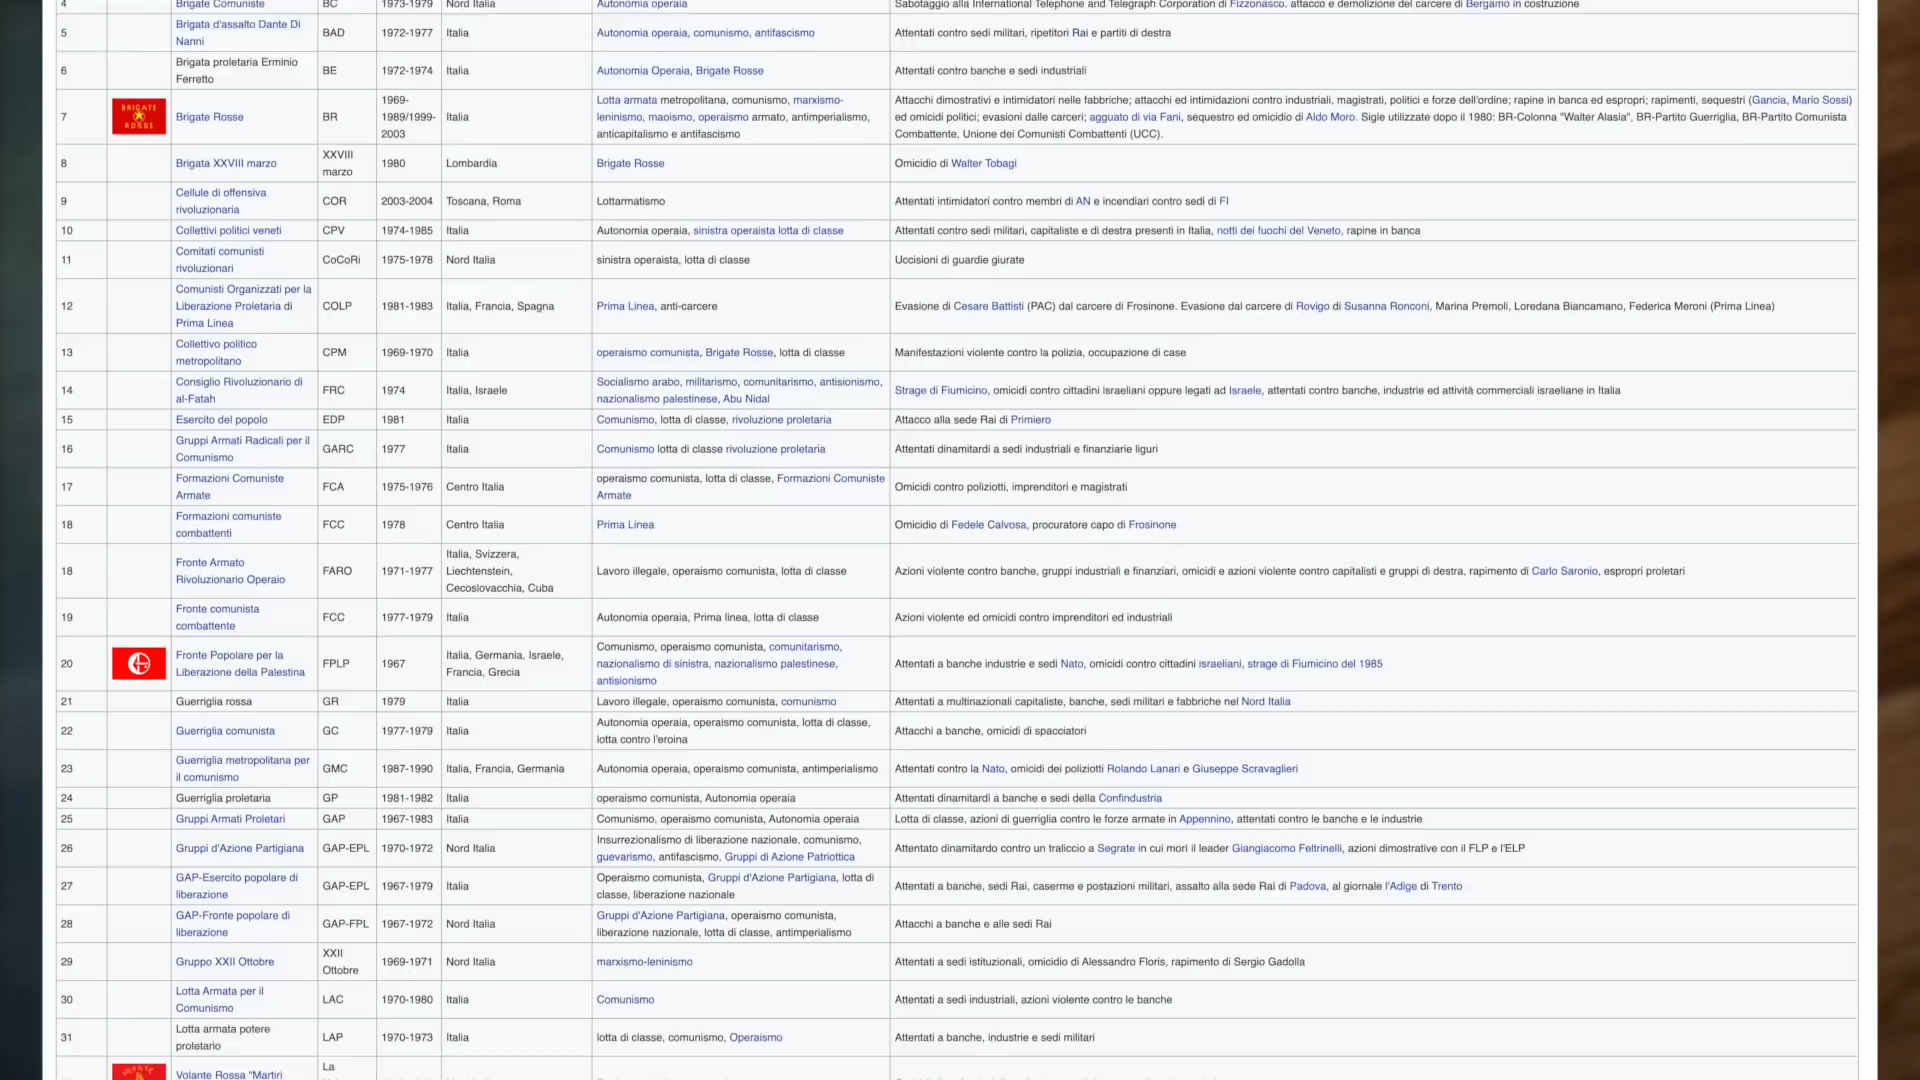 4 Brigate Comuniste BC 1973-1979 Nord Italia Autonomia operaia Sabotaggio alla International Telephone and Telegraph Corporation di Fizzonasco, attacco e demolizione del carcere di Bergamo in costruzione
5 Brigata d'assalto Dante Di Nanni BAD 1972-1977 Italia Autonomia operaia, comunismo, antifascismo Attentati contro sedi militari, ripetitori Rai e partiti di destra
6 Brigata proletaria Erminio Ferretto BE 1972-1974 Italia Autonomia Operaia, Brigate Rosse Attentati contro banche e sedi industriali
7 BRIGATE ROSSE Brigate Rosse BR 1969-1989/1999-2003 Italia Lotta armata metropolitana, comunismo, marxismo-leninismo, maoismo, operaismo armato, antimperialismo, anticapitalismo e antifascismo Attacchi dimostrativi e intimidatori nelle fabbriche; attacchi ed intimidazioni contro industriali, magistrati, politici e forze dell'ordine; rapine in banca ed espropri; rapimenti, sequestri (Gancia, Mario Sossi) ed omicidi politici; evasioni dalle carceri; agguato di via Fani, sequestro ed omicidio di Aldo Moro. Sigle utilizzate dopo il 1980: BR-Colonna "Walter Alasia", BR-Partito Guerriglia, BR-Partito Comunista Combattente, Unione dei Comunisti Combattenti (UCC).
8 Brigata XXVIII marzo XXVIII marzo 1980 Lombardia Brigate Rosse Omicidio di Walter Tobagi
9 Cellule di offensiva rivoluzionaria COR 2003-2004 Toscana, Roma Lottarmatismo Attentati intimidatori contro membri di AN e incendiari contro sedi di FI
10 Collettivi politici veneti CPV 1974-1985 Italia Autonomia operaia, sinistra operaista lotta di classe Attentati contro sedi militari, capitaliste e di destra presenti in Italia, notti dei fuochi del Veneto, rapine in banca
11 Comitati comunisti rivoluzionari CoCoRi 1975-1978 Nord Italia sinistra operaista, lotta di classe Uccisioni di guardie giurate
12 Comunisti Organizzati per la Liberazione Proletaria di Prima Linea COLP 1981-1983 Italia, Francia, Spagna Prima Linea, anti-carcere Evasione di Cesare Battisti (PAC) dal carcere di Frosinone. Evasione dal carcere di Rovigo di Susanna Ronconi, Marina Premoli, Loredana Biancamano, Federica Meroni (Prima Linea)
13 Collettivo politico metropolitano CPM 1969-1970 Italia operaismo comunista, Brigate Rosse, lotta di classe Manifestazioni violente contro la polizia, occupazione di case
14 Consiglio Rivoluzionario di al-Fatah FRC 1974 Italia, Israele Socialismo arabo, militarismo, comunitarismo, antisionismo, nazionalismo palestinese, Abu Nidal Strage di Fiumicino, omicidi contro cittadini israeliani oppure legati ad Israele, attentati contro banche, industrie ed attività commerciali israeliane in Italia
15 Esercito del popolo EDP 1981 Italia Comunismo, lotta di classe, rivoluzione proletaria Attacco alla sede Rai di Primiero
16 Gruppi Armati Radicali per il Comunismo GARC 1977 Italia Comunismo lotta di classe rivoluzione proletaria Attentati dinamitardi a sedi industriali e finanziarie liguri
17 Formazioni Comuniste Armate FCA 1975-1976 Centro Italia operaismo comunista, lotta di classe, Formazioni Comuniste Armate Omicidi contro poliziotti, imprenditori e magistrati
18 Formazioni comuniste combattenti FCC 1978 Centro Italia Prima Linea Omicidio di Fedele Calvosa, procuratore capo di Frosinone
18 Fronte Armato Rivoluzionario Operaio FARO 1971-1977 Italia, Svizzera, Liechtenstein, Cecoslovacchia, Cuba Lavoro illegale, operaismo comunista, lotta di classe Azioni violente contro banche, gruppi industriali e finanziari, omicidi e azioni violente contro capitalisti e gruppi di destra, rapimento di Carlo Saronio, espropri proletari
19 Fronte comunista combattente FCC 1977-1979 Italia Autonomia operaia, Prima linea, lotta di classe Azioni violente ed omicidi contro imprenditori ed industriali
20 Fronte Popolare per la Liberazione della Palestina FPLP 1967 Italia, Germania, Israele, Francia, Grecia Comunismo, operaismo comunista, comunitarismo, nazionalismo di sinistra, nazionalismo palestinese, antisionismo Attentati a banche industrie e sedi Nato, omicidi contro cittadini israeliani, strage di Fiumicino del 1985
21 Guerriglia rossa GR 1979 Italia Lavoro illegale, operaismo comunista, comunismo Attentati a multinazionali capitaliste, banche, sedi militari e fabbriche nel Nord Italia
22 Guerriglia comunista GC 1977-1979 Italia Autonomia operaia, operaismo comunista, lotta di classe, lotta contro l'eroina Attacchi a banche, omicidi di spacciatori
23 Guerriglia metropolitana per il comunismo GMC 1987-1990 Italia, Francia, Germania Autonomia operaia, operaismo comunista, antimperialismo Attentati contro la Nato, omicidi dei poliziotti Rolando Lanari e Giuseppe Scravaglieri
24 Guerriglia proletaria GP 1981-1982 Italia operaismo comunista, Autonomia operaia Attentati dinamitardi a banche e sedi della Confindustria
25 Gruppi Armati Proletari GAP 1967-1983 Italia Comunismo, operaismo comunista, Autonomia operaia Lotta di classe, azioni di guerriglia contro le forze armate in Appennino, attentati contro le banche e le industrie
26 Gruppi d'Azione Partigiana GAP-EPL 1970-1972 Nord Italia Insurrezionalismo di liberazione nazionale, comunismo, guevarismo, antifascismo, Gruppi di Azione Patriottica Attentato dinamitardo contro un traliccio a Segrate in cui morì il leader Giangiacomo Feltrinelli, azioni dimostrative con il FLP e l'ELP
27 GAP-Esercito popolare di liberazione GAP-EPL 1967-1979 Italia Operaismo comunista, Gruppi d'Azione Partigiana, lotta di classe, liberazione nazionale Attentati a banche, sedi Rai, caserme e postazioni militari, assalto alla sede Rai di Padova, al giornale l'Adige di Trento
28 GAP-Fronte popolare di liberazione GAP-FPL 1967-1972 Nord Italia Gruppi d'Azione Partigiana, operaismo comunista, liberazione nazionale, lotta di classe, antimperialismo Attacchi a banche e alle sedi Rai
29 Gruppo XXII Ottobre XXII Ottobre 1969-1971 Nord Italia marxismo-leninismo Attentati a sedi istituzionali, omicidio di Alessandro Floris, rapimento di Sergio Gadolla
30 Lotta Armata per il Comunismo LAC 1970-1980 Italia Comunismo Attentati a sedi industriali, azioni violente contro le banche
31 Lotta armata potere proletario LAP 1970-1973 Italia lotta di classe, comunismo, Operaismo Attentati a banche, industrie e sedi militari
VOLANTE Volante Rossa "Martiri La